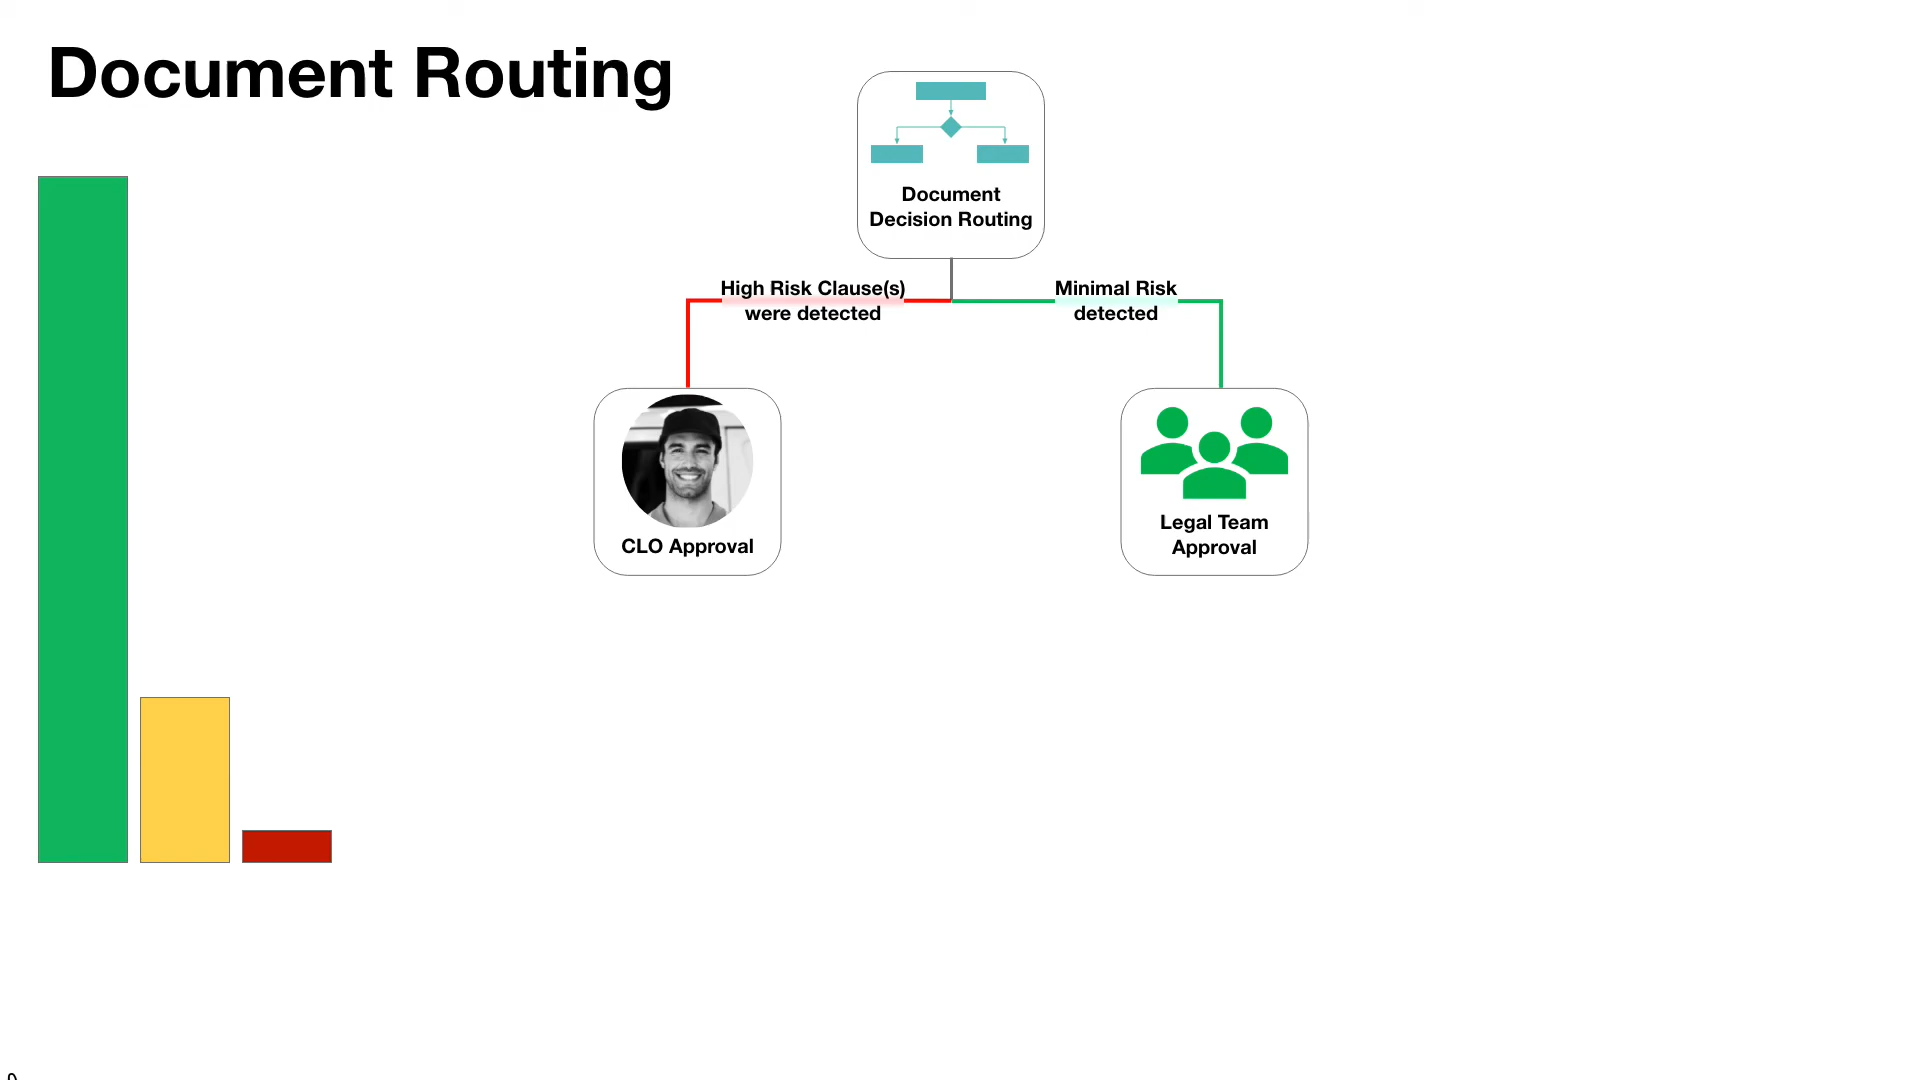 Document Routing
Document
Decision Routing
High Risk Clause(s)
were detected
Minimal Risk
detected
CLO Approval
Legal Team
Approval